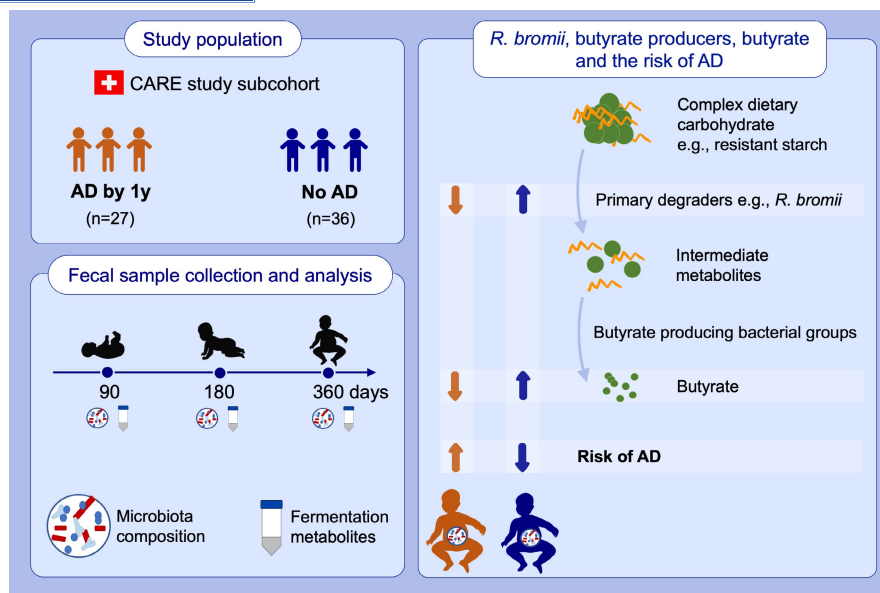 Study population
CARE study subcohort
AD by 1y
(n=27)
No AD
(n=36)
Fecal sample collection and analysis
90
180
360 days
Microbiota
composition
Fermentation
metabolites
R. bromii, butyrate producers, butyrate
and the risk of AD
Complex dietary
carbohydrate
e.g., resistant starch
Primary degraders e.g., R. bromii
Intermediate
metabolites
Butyrate producing bacterial groups
Butyrate
Risk of AD